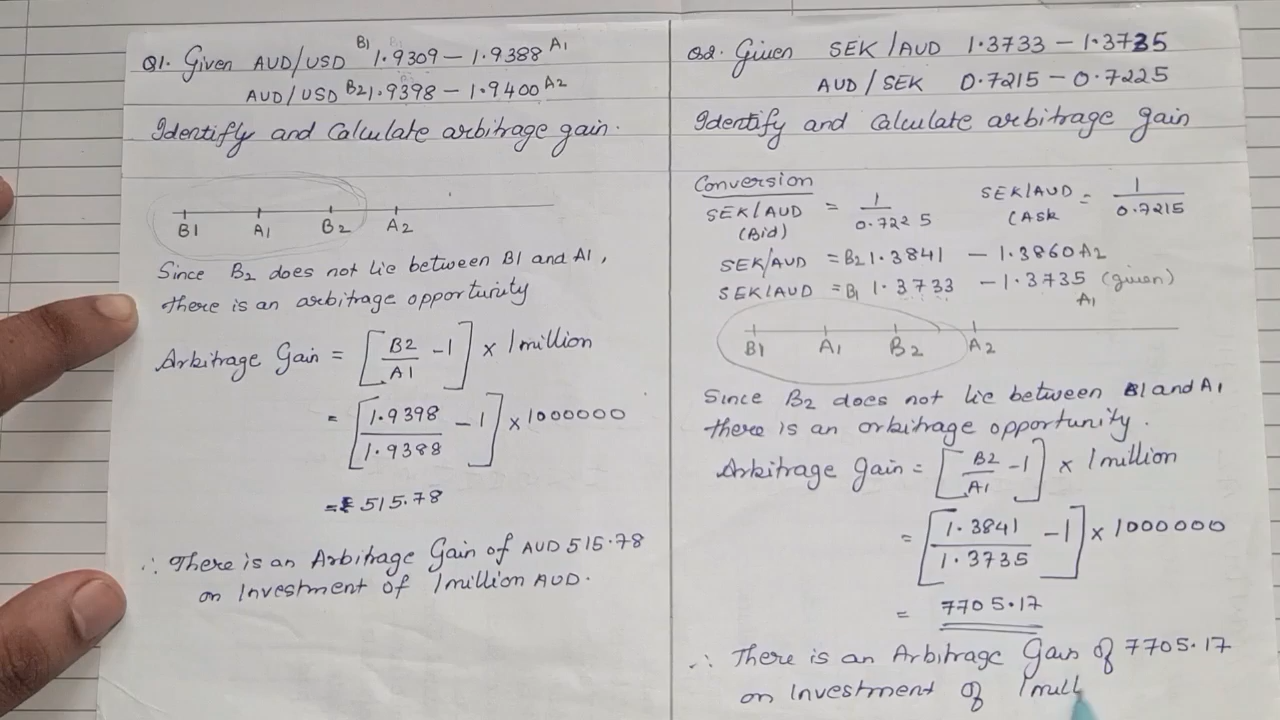 Q1. Given AUD/USD B1 1.9309 – 1.9388 A1
AUD/USD B2 1.9398 – 1.9400 A2
Identifly and Calculate arbitrage gain.
B1 A1 B2 A2
Since B2 does not lie between B1 and A1,
there is an arbitrage opportunity
Arbitrage Gain = [B2/A1 - 1] × 1 million
= [1.9398/1.9388 - 1] × 1000000
= 515.78
∴ There is an Arbitrage Gain of AUD 515.78
on Investment of 1 million AUD.
Q2. Given SEK/AUD 1.3733 – 1.3735
AUD/SEK 0.7215 – 0.7225
Identify and Calculate arbitrage gain
Conversion
SEK/AUD (Bid) = 1/0.7225 SEK/AUD (Ask = 1/0.7215
SEK/AUD = B2 1.3841 – 1.3860 A2
SEK/AUD = B1 1.3733 – 1.3735 (given)
A1
B1 A1 B2 A2
Since B2 does not lie between B1 and A1
there is an orbitrage opportunity.
Arbitrage Gain = [B2/A1 - 1] × 1 million
= [1.3841/1.3735 - 1] × 1000000
= 7705.17
∴ There is an Arbitrage Gain of 7705.17
on Investment of 1 mill